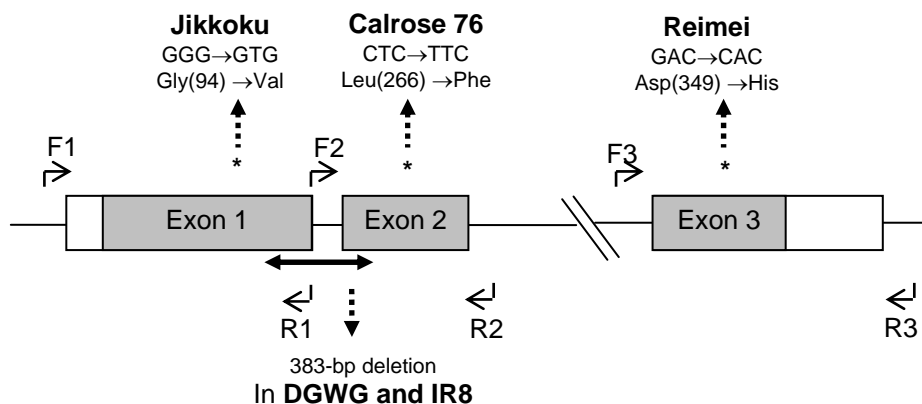 Jikkoku
GGG→GTG
Gly(94) →Val
Calrose 76
CTC→TTC
Leu(266) →Phe
Reimei
GAC→CAC
Asp(349) →His
F1
*
F2
*
F3
*
Exon 1
Exon 2
Exon 3
R1
R2
R3
383-bp deletion
In DGWG and IR8